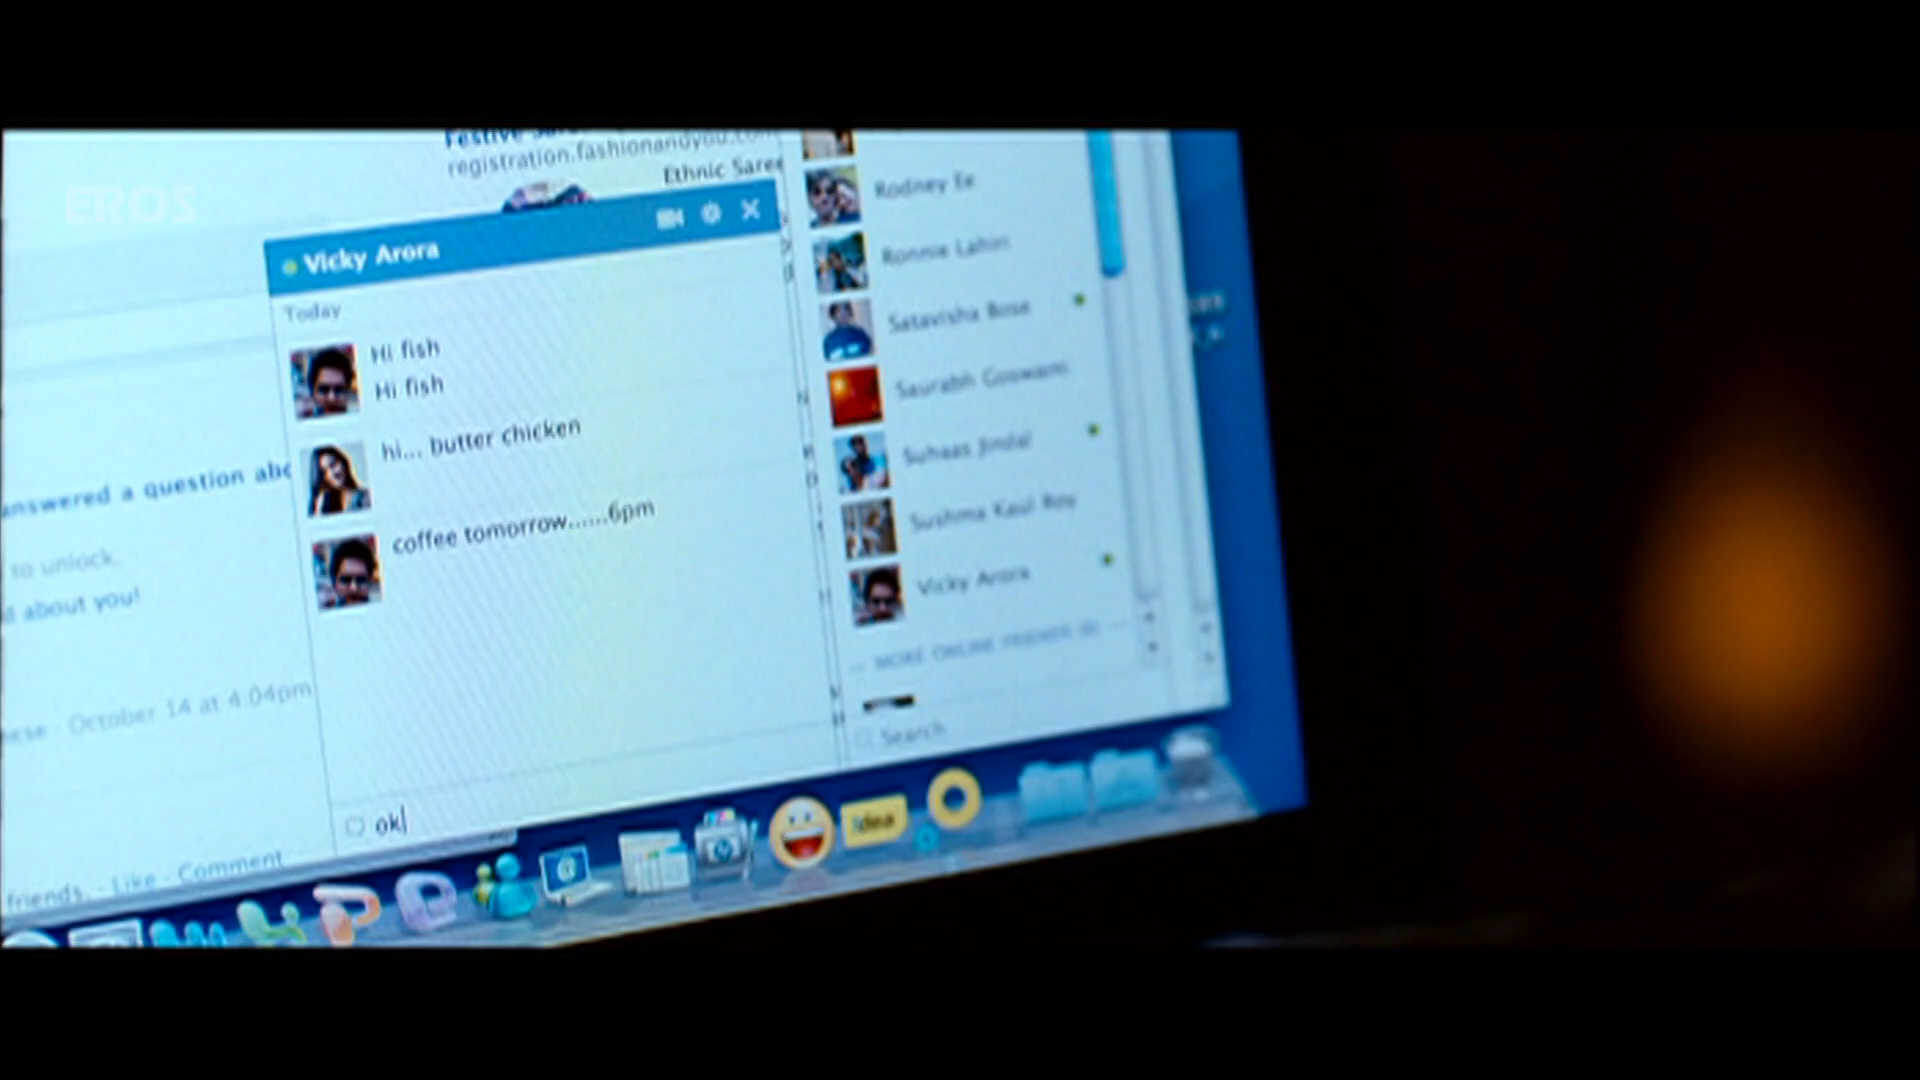 EROS
registration.fashionandyou.com
Ethnic Saree
Vicky Arora
Today
Hi fish
Hi fish
hi... butter chicken
coffee tomorrow......6pm
ok
answered a question abo
to unlock.
d about you!
October 14 at 4:04pm
friends. · Like · Comment
Rodney Ee
Ronnie Lahiri
Satavisha Bose
Saurabh Goswami
Suhaas Jindal
Sushma Kaul Roy
Vicky Arora
MORE ONLINE FRIENDS
Search
Idea